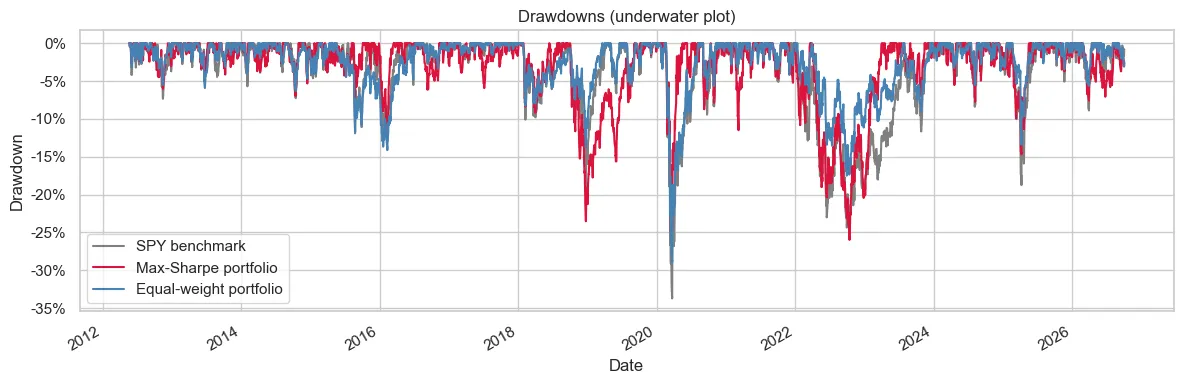 Drawdowns (underwater plot)
0%
-5%
-10%
-15%
-20%
-25%
-30%
-35%
Drawdown
SPY benchmark
Max-Sharpe portfolio
Equal-weight portfolio
2012
2014
2016
2018
2020
2022
2024
2026
Date